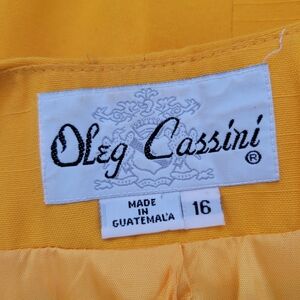 Oleg Cassini ®
MADE
IN
GUATEMALA
16